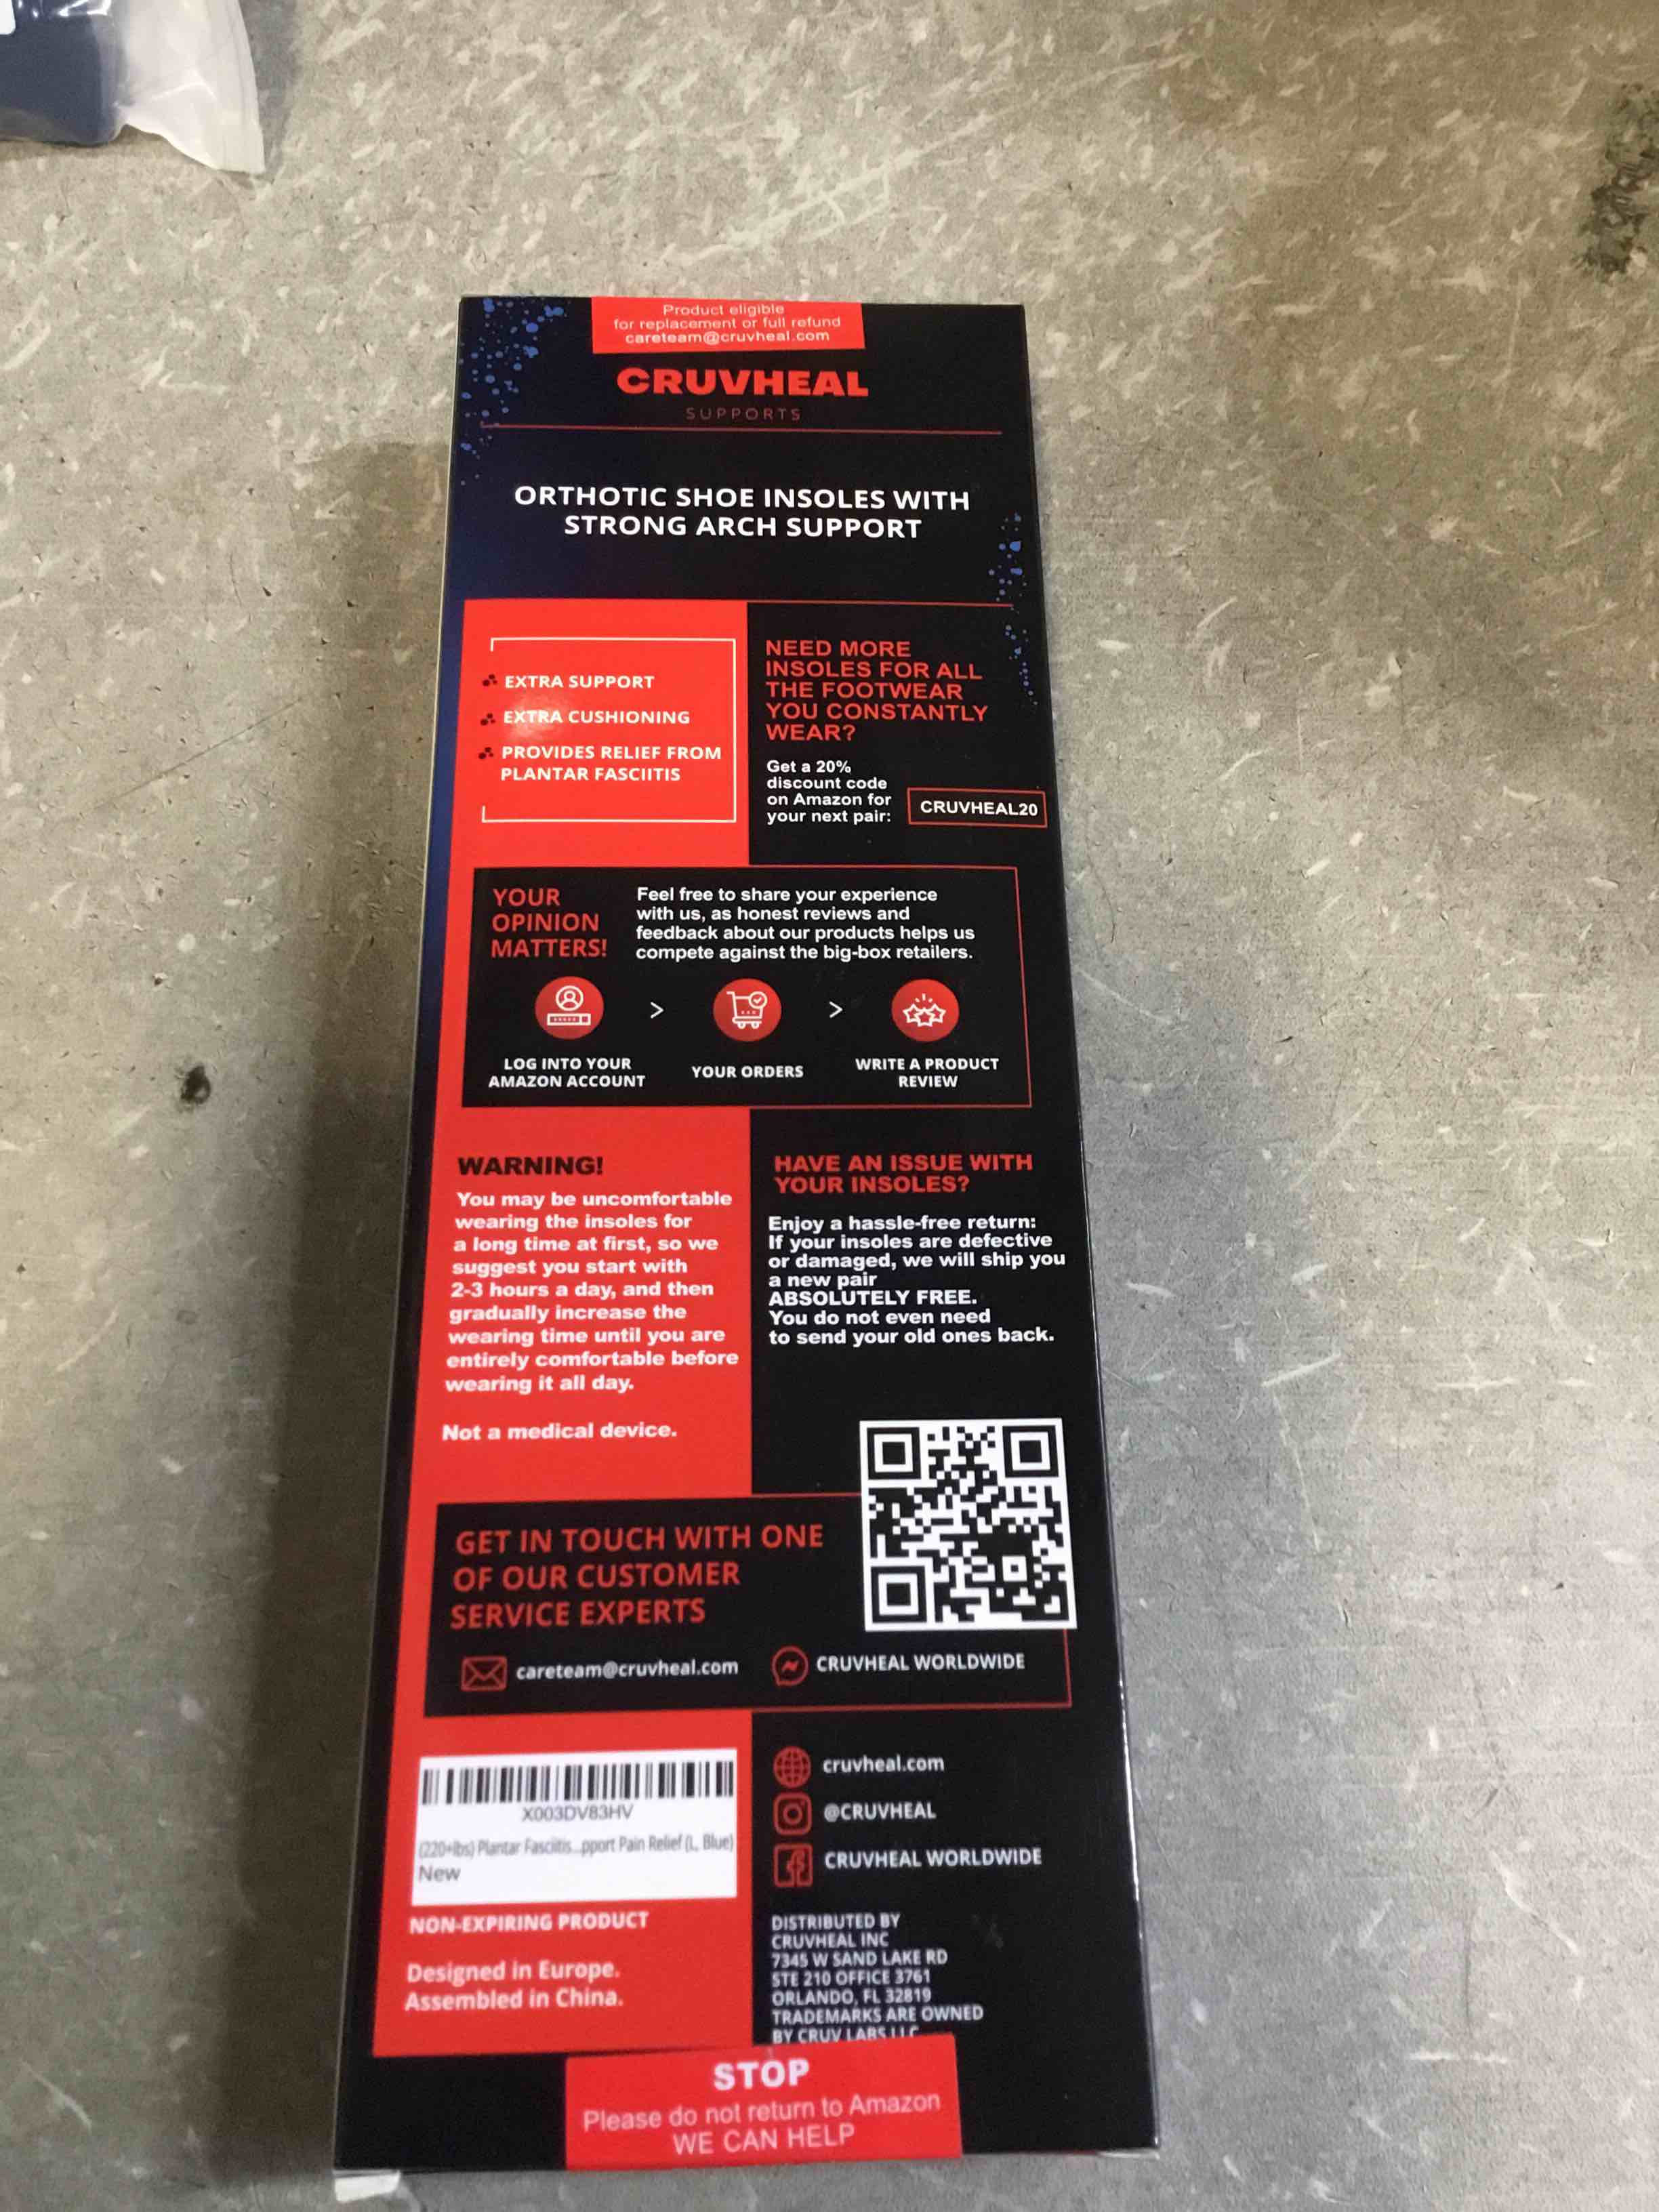 Product eligible
for replacement or full refund
careteam@cruvheal.com
CRUVHEAL
SUPPORTS
ORTHOTIC SHOE INSOLES WITH
STRONG ARCH SUPPORT
EXTRA SUPPORT
EXTRA CUSHIONING
PROVIDES RELIEF FROM
PLANTAR FASCIITIS
NEED MORE
INSOLES FOR ALL
THE FOOTWEAR
YOU CONSTANTLY
WEAR?
Get a 20%
discount code
on Amazon for
your next pair:
CRUVHEAL20
YOUR
OPINION
MATTERS!
Feel free to share your experience
with us, as honest reviews and
feedback about our products helps us
compete against the big-box retailers.
>
>
LOG INTO YOUR
AMAZON ACCOUNT
YOUR ORDERS
WRITE A PRODUCT
REVIEW
WARNING!
You may be uncomfortable
wearing the insoles for
a long time at first, so we
suggest you start with
2-3 hours a day, and then
gradually increase the
wearing time until you are
entirely comfortable before
wearing it all day.
Not a medical device.
HAVE AN ISSUE WITH
YOUR INSOLES?
Enjoy a hassle-free return:
If your insoles are defective
or damaged, we will ship you
a new pair
ABSOLUTELY FREE.
You do not even need
to send your old ones back.
GET IN TOUCH WITH ONE
OF OUR CUSTOMER
SERVICE EXPERTS
careteam@cruvheal.com
CRUVHEAL WORLDWIDE
X003DV83HV
(220+lbs) Plantar Fasciitis...pport Pain Relief (L, Blue)
New
NON-EXPIRING PRODUCT
Designed in Europe.
Assembled in China.
cruvheal.com
@CRUVHEAL
CRUVHEAL WORLDWIDE
DISTRIBUTED BY
CRUVHEAL INC
7345 W SAND LAKE RD
STE 210 OFFICE 3761
ORLANDO, FL 32819
TRADEMARKS ARE OWNED
BY CRUV LABS LLC
STOP
Please do not return to Amazon
WE CAN HELP